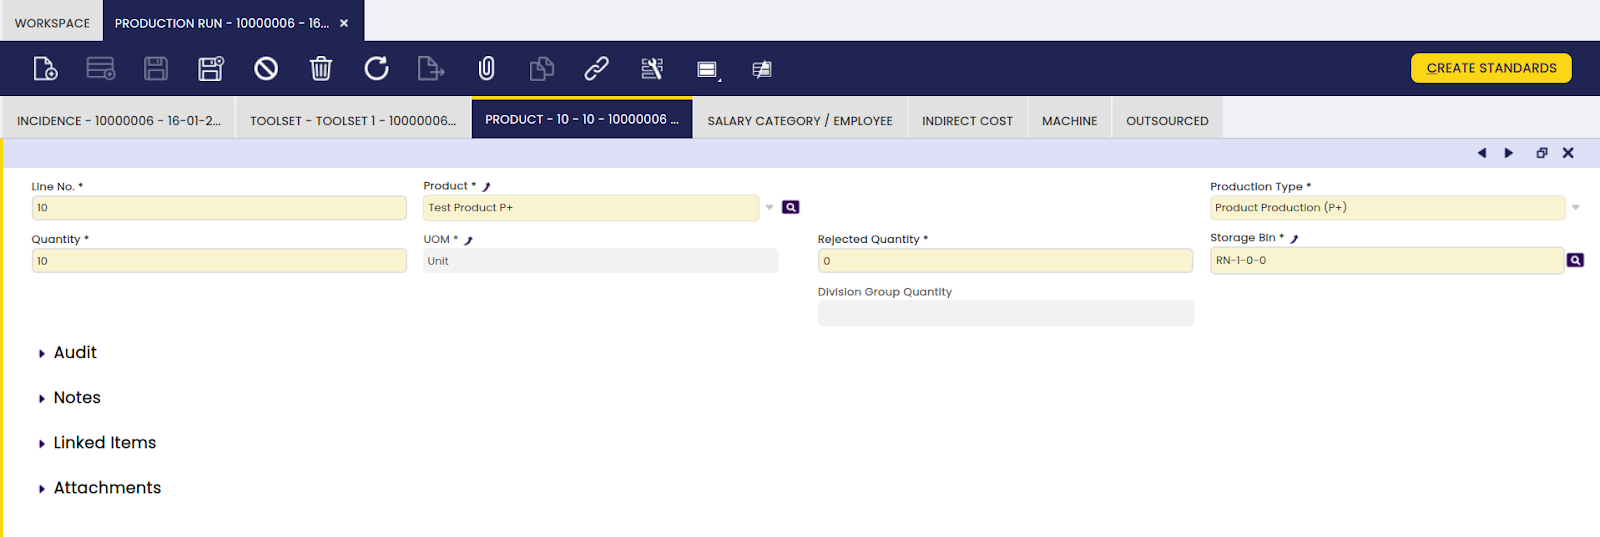 WORKSPACE
PRODUCTION RUN - 10000006 - 16...
CREATE STANDARDS
INCIDENCE - 10000006 - 16-01-2...
TOOLSET - TOOLSET 1 - 10000006...
PRODUCT - 10 - 10 - 10000006 ...
SALARY CATEGORY / EMPLOYEE
INDIRECT COST
MACHINE
OUTSOURCED
Line No. *
10
Product *
Test Product P+
Production Type *
Product Production (P+)
Quantity *
10
UOM *
Unit
Rejected Quantity *
0
Storage Bin *
RN-1-0-0
Division Group Quantity
Audit
Notes
Linked Items
Attachments